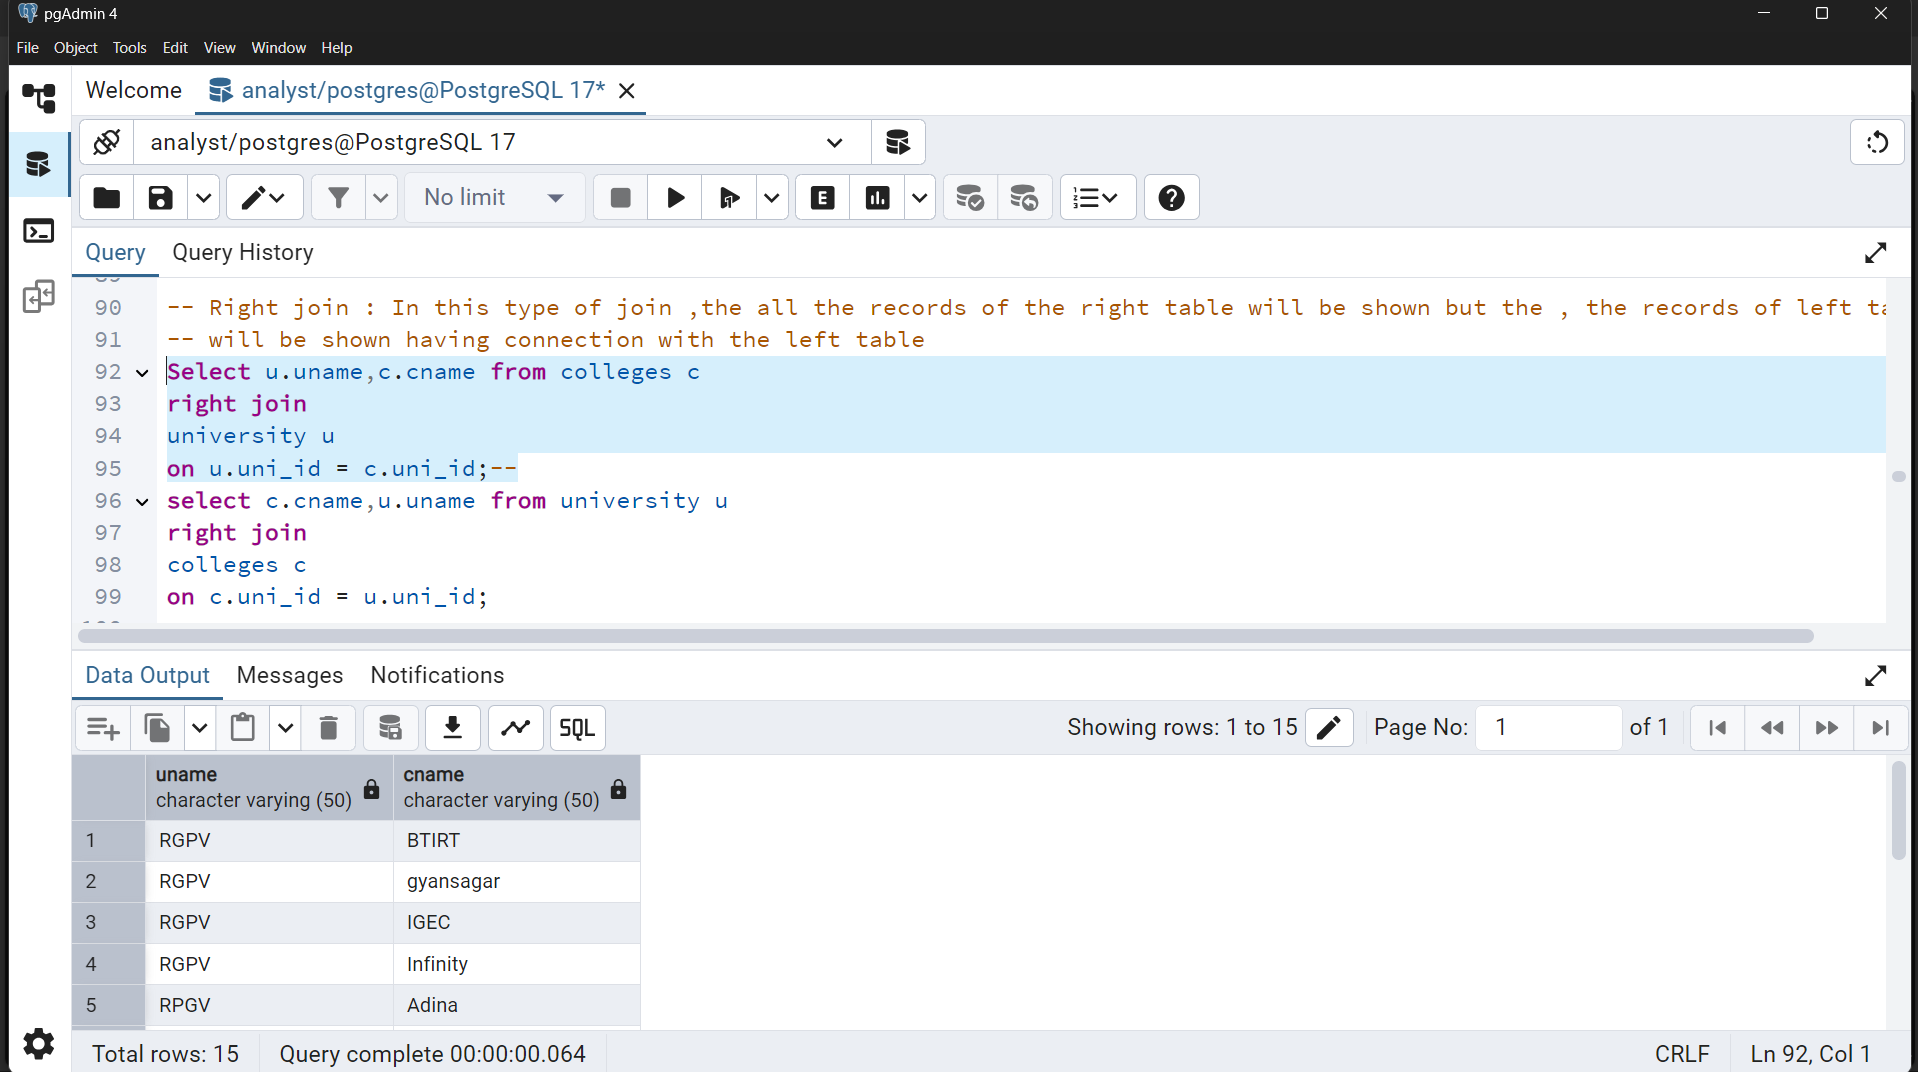 pgAdmin 4
File Object Tools Edit View Window Help
Welcome analyst/postgres@PostgreSQL 17*
analyst/postgres@PostgreSQL 17
No limit
E
Query Query History
90 -- Right join : In this type of join ,the all the records of the right table will be shown but the , the records of left
91 -- will be shown having connection with the left table
92 Select u.uname,c.cname from colleges c
93 right join
94 university u
95 on u.uni_id = c.uni_id;--
96 select c.cname,u.uname from university u
97 right join
98 colleges c
99 on c.uni_id = u.uni_id;
Data Output Messages Notifications
SQL Showing rows: 1 to 15 Page No: 1 of 1
uname cname
character varying (50) character varying (50)
1 RGPV BTIRT
2 RGPV gyansagar
3 RGPV IGEC
4 RGPV Infinity
5 RPGV Adina
Total rows: 15 Query complete 00:00:00.064 CRLF Ln 92, Col 1